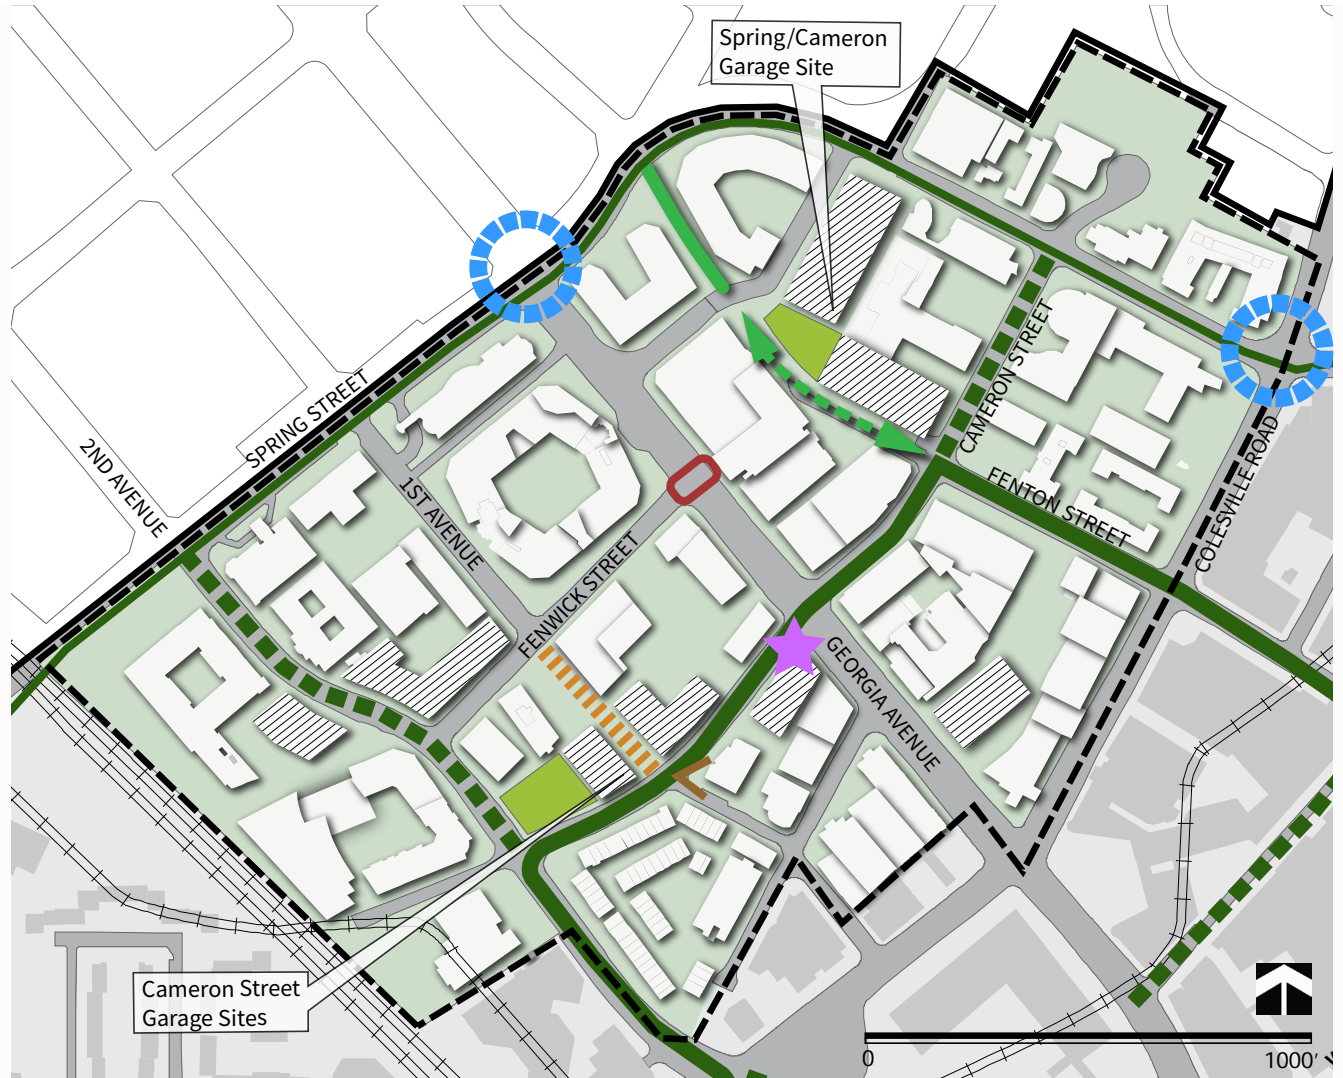 Spring/Cameron
Garage Site
SPRING STREET
2ND AVENUE
1ST AVENUE
CAMERON STREET
FENTON STREET
COLESVILLE ROAD
FENWICK STREET
GEORGIA AVENUE
Cameron Street
Garage Sites
0
1000'